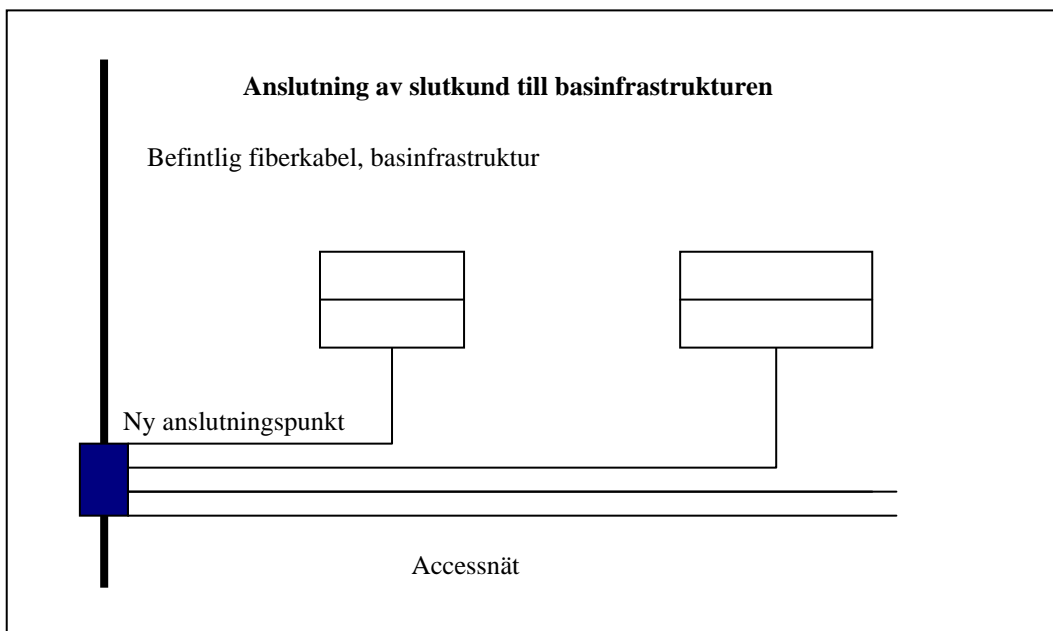 Anslutning av slutkund till basinfrastrukturen
Befintlig fiberkabel, basinfrastruktur
Ny anslutningspunkt
Accessnät